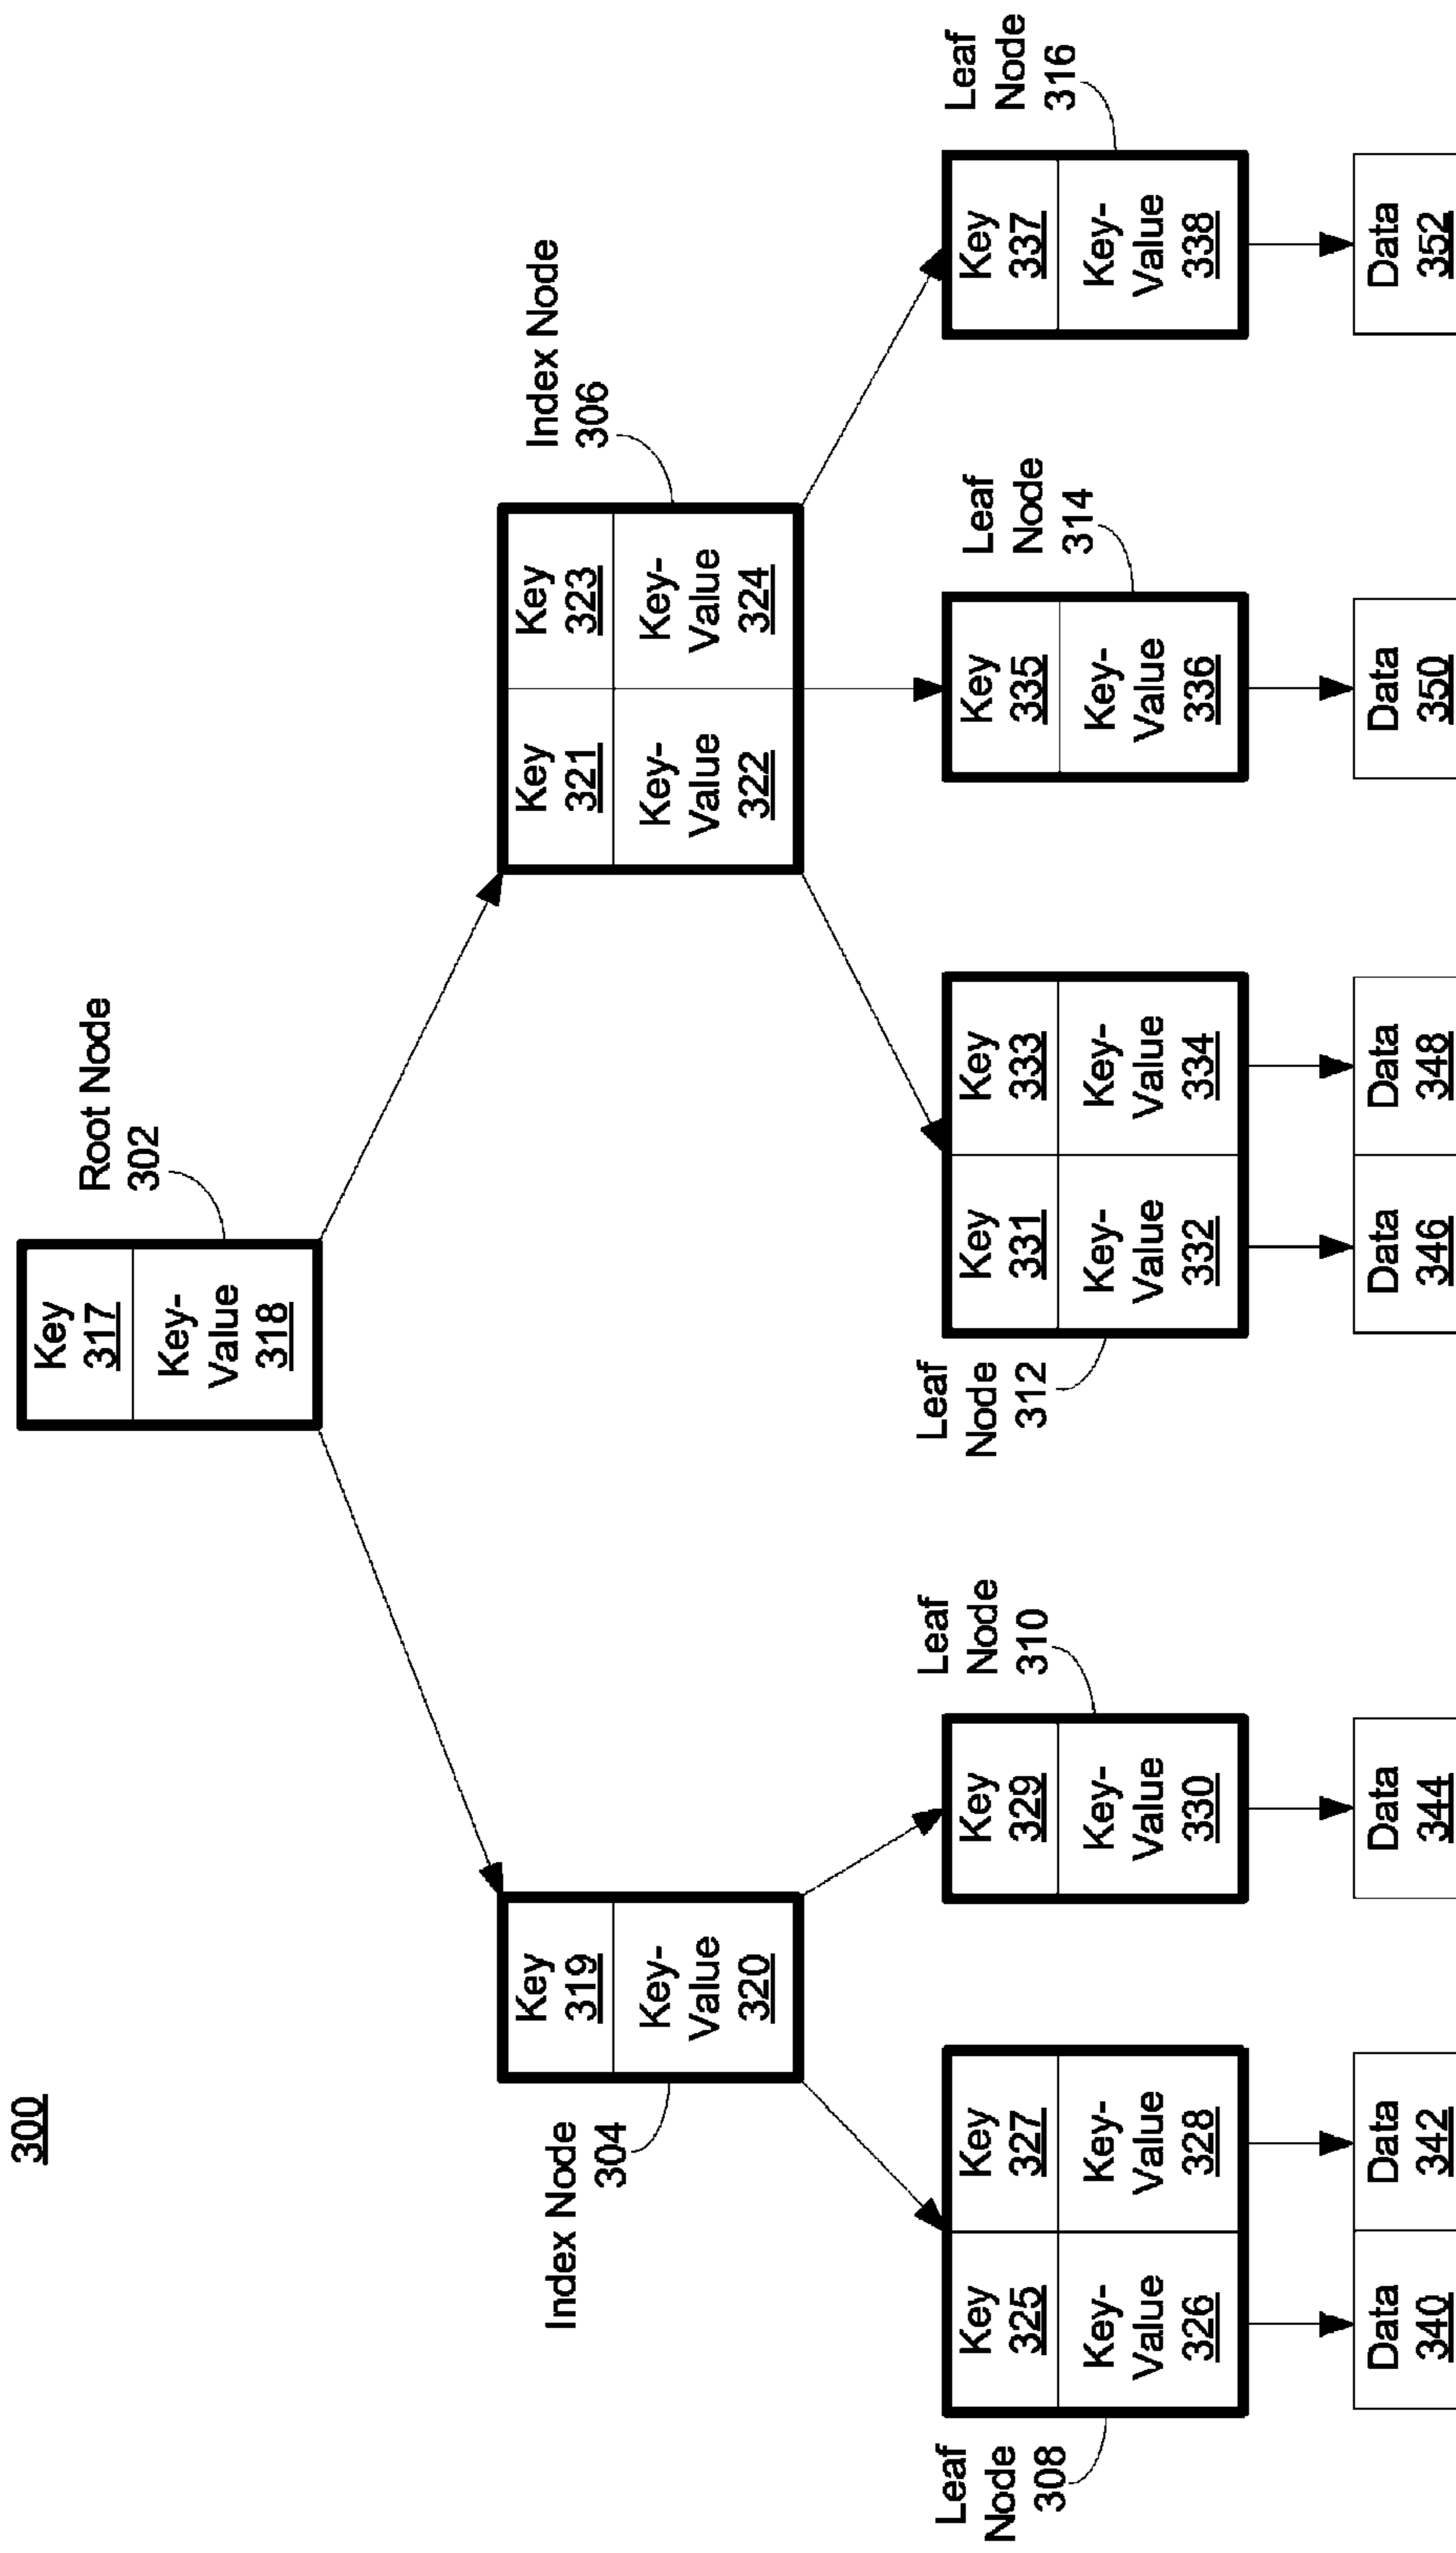 300
Key
317
Key-
Value
318
Root Node
302
Index Node
304
Key
319
Key-
Value
320
Key
321
Key-
Value
322
Key
323
Key-
Value
324
Index Node
306
Leaf
Node
308
Key
325
Key-
Value
326
Key
327
Key-
Value
328
Key
329
Key-
Value
330
Leaf
Node
310
Leaf
Node
312
Key
331
Key-
Value
332
Key
333
Key-
Value
334
Key
335
Key-
Value
336
Leaf
Node
314
Key
337
Key-
Value
338
Leaf
Node
316
Data
340
Data
342
Data
344
Data
346
Data
348
Data
350
Data
352